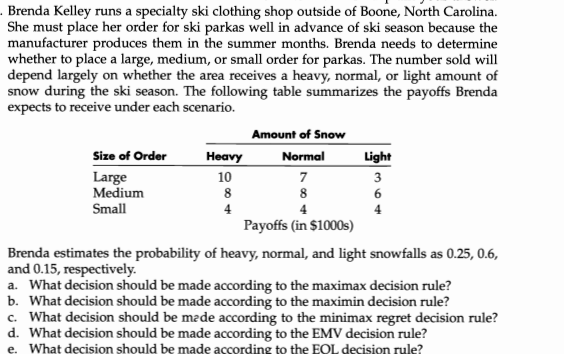 . Brenda Kelley runs a specialty ski clothing shop outside of Boone, North Carolina.
She must place her order for ski parkas well in advance of ski season because the
manufacturer produces them in the summer months. Brenda needs to determine
whether to place a large, medium, or small order for parkas. The number sold will
depend largely on whether the area receives a heavy, normal, or light amount of
snow during the ski season. The following table summarizes the payoffs Brenda
expects to receive under each scenario.
Amount of Snow
Size of Order Heavy Normal Light
Large 10 7 3
Medium 8 8 6
Small 4 4 4
Payoffs (in $1000s)
Brenda estimates the probability of heavy, normal, and light snowfalls as 0.25, 0.6,
and 0.15, respectively.
a. What decision should be made according to the maximax decision rule?
b. What decision should be made according to the maximin decision rule?
c. What decision should be made according to the minimax regret decision rule?
d. What decision should be made according to the EMV decision rule?
e. What decision should be made according to the EOL decision rule?